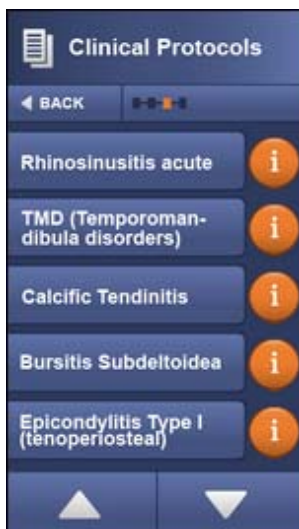 Clinical Protocols
BACK
Rhinosinusitis acute
i
TMD (Temporoman-
dibula disorders)
i
Calcific Tendinitis
i
Bursitis Subdeltoidea
i
Epicondylitis Type I
(tenoperiosteal)
i